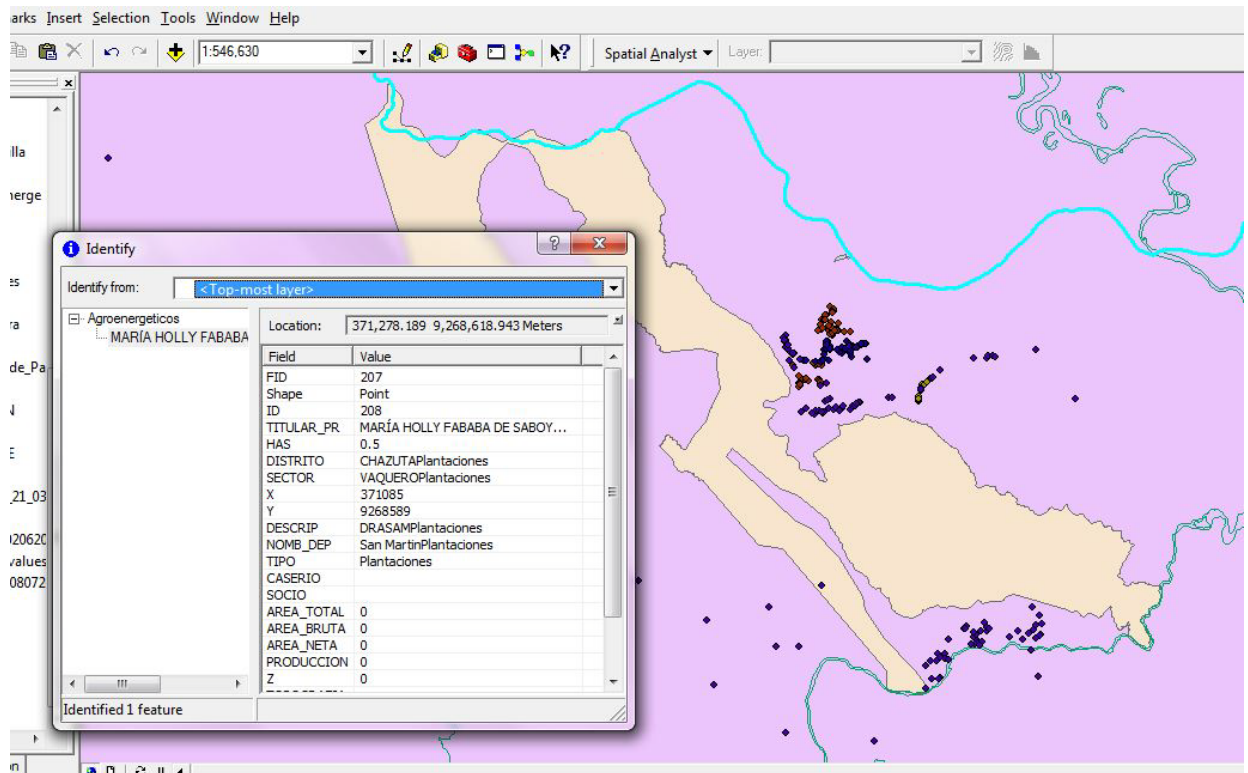 arks Insert Selection Tools Window Help
1:546,630
Spatial Analyst
Layer:
illa
nerge
es
ra
de_Pa
_21_03
020620
values
08072
Identify
Identify from: <Top-most layer>
Agroenergeticos
MARÍA HOLLY FABABA
Location: 371,278.189 9,268,618.943 Meters
Field Value
FID 207
Shape Point
ID 208
TITULAR_PR MARÍA HOLLY FABABA DE SABOY...
HAS 0.5
DISTRITO CHAZUTAPlantaciones
SECTOR VAQUEROPlantaciones
X 371085
Y 9268589
DESCRIP DRASAMPlantaciones
NOMB_DEP San MartinPlantaciones
TIPO Plantaciones
CASERIO
SOCIO
AREA_TOTAL 0
AREA_BRUTA 0
AREA_NETA 0
PRODUCCION 0
Z 0
Identified 1 feature